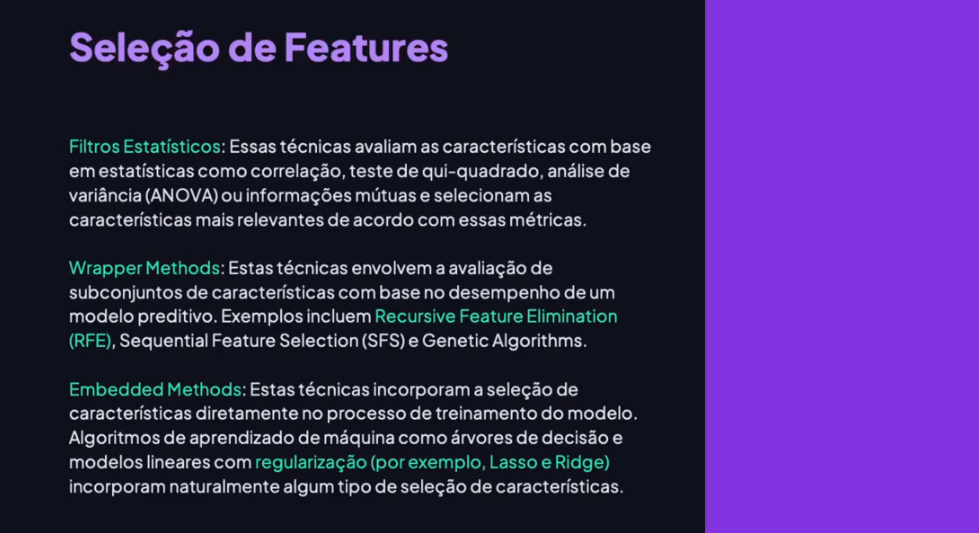 Seleção de Features
Filtros Estatísticos: Essas técnicas avaliam as características com base
em estatísticas como correlação, teste de qui-quadrado, análise de
variância (ANOVA) ou informações mútuas e selecionam as
características mais relevantes de acordo com essas métricas.
Wrapper Methods: Estas técnicas envolvem a avaliação de
subconjuntos de características com base no desempenho de um
modelo preditivo. Exemplos incluem Recursive Feature Elimination
(RFE), Sequential Feature Selection (SFS) e Genetic Algorithms.
Embedded Methods: Estas técnicas incorporam a seleção de
características diretamente no processo de treinamento do modelo.
Algoritmos de aprendizado de máquina como árvores de decisão e
modelos lineares com regularização (por exemplo, Lasso e Ridge)
incorporam naturalmente algum tipo de seleção de características.